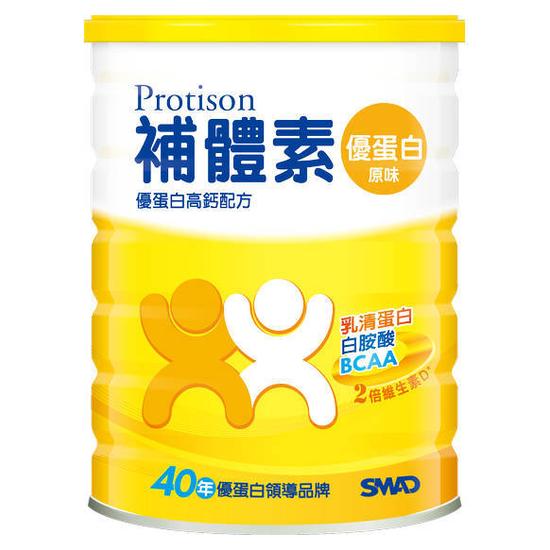 Protison
補體素
優蛋白
原味
優蛋白高鈣配方
乳清蛋白
白胺酸
BCAA
2倍維生素D*
40年優蛋白領導品牌
SMAD